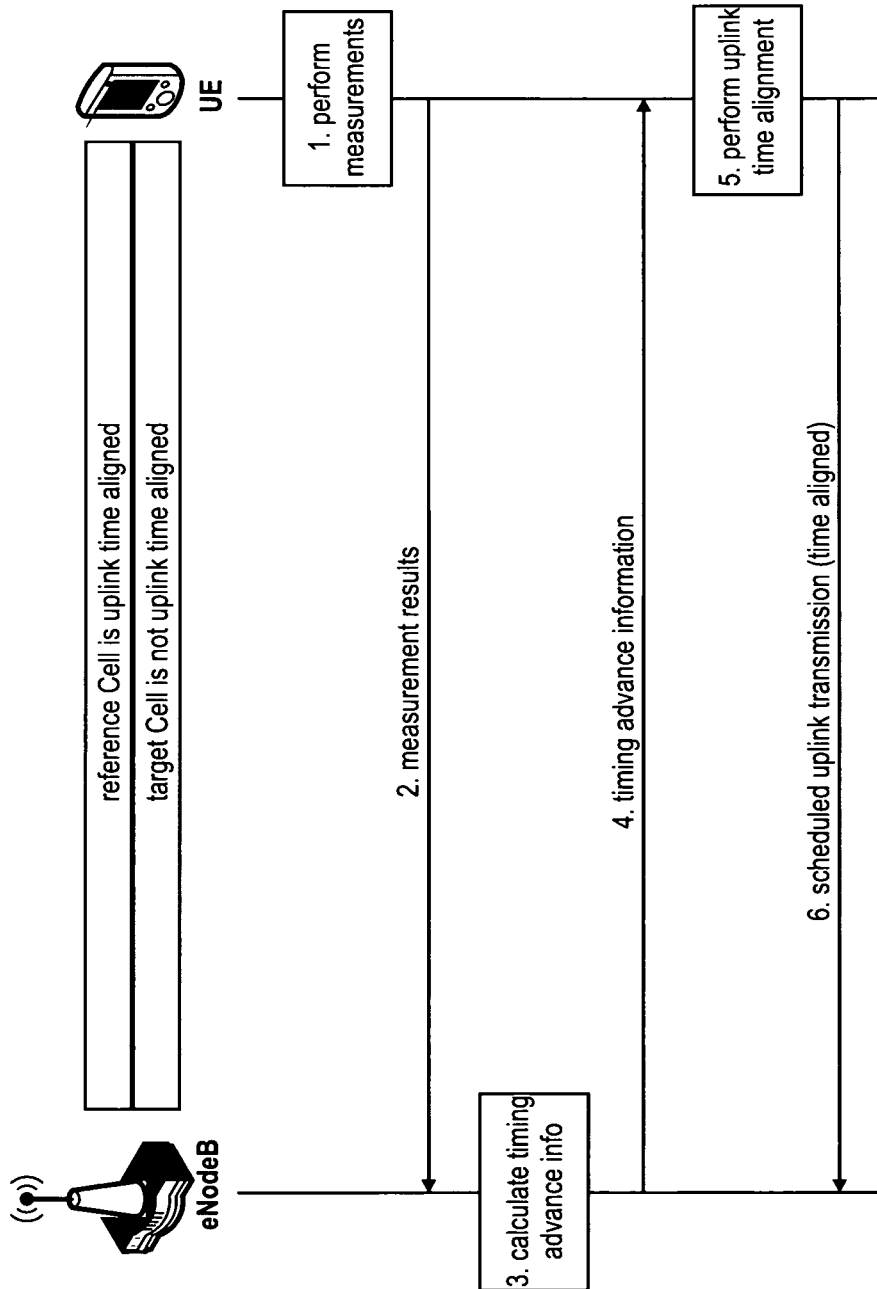 eNodeB
UE
reference Cell is uplink time aligned
target Cell is not uplink time aligned
1. perform
measurements
2. measurement results
3. calculate timing
advance info
4. timing advance information
5. perform uplink
time alignment
6. scheduled uplink transmission (time aligned)